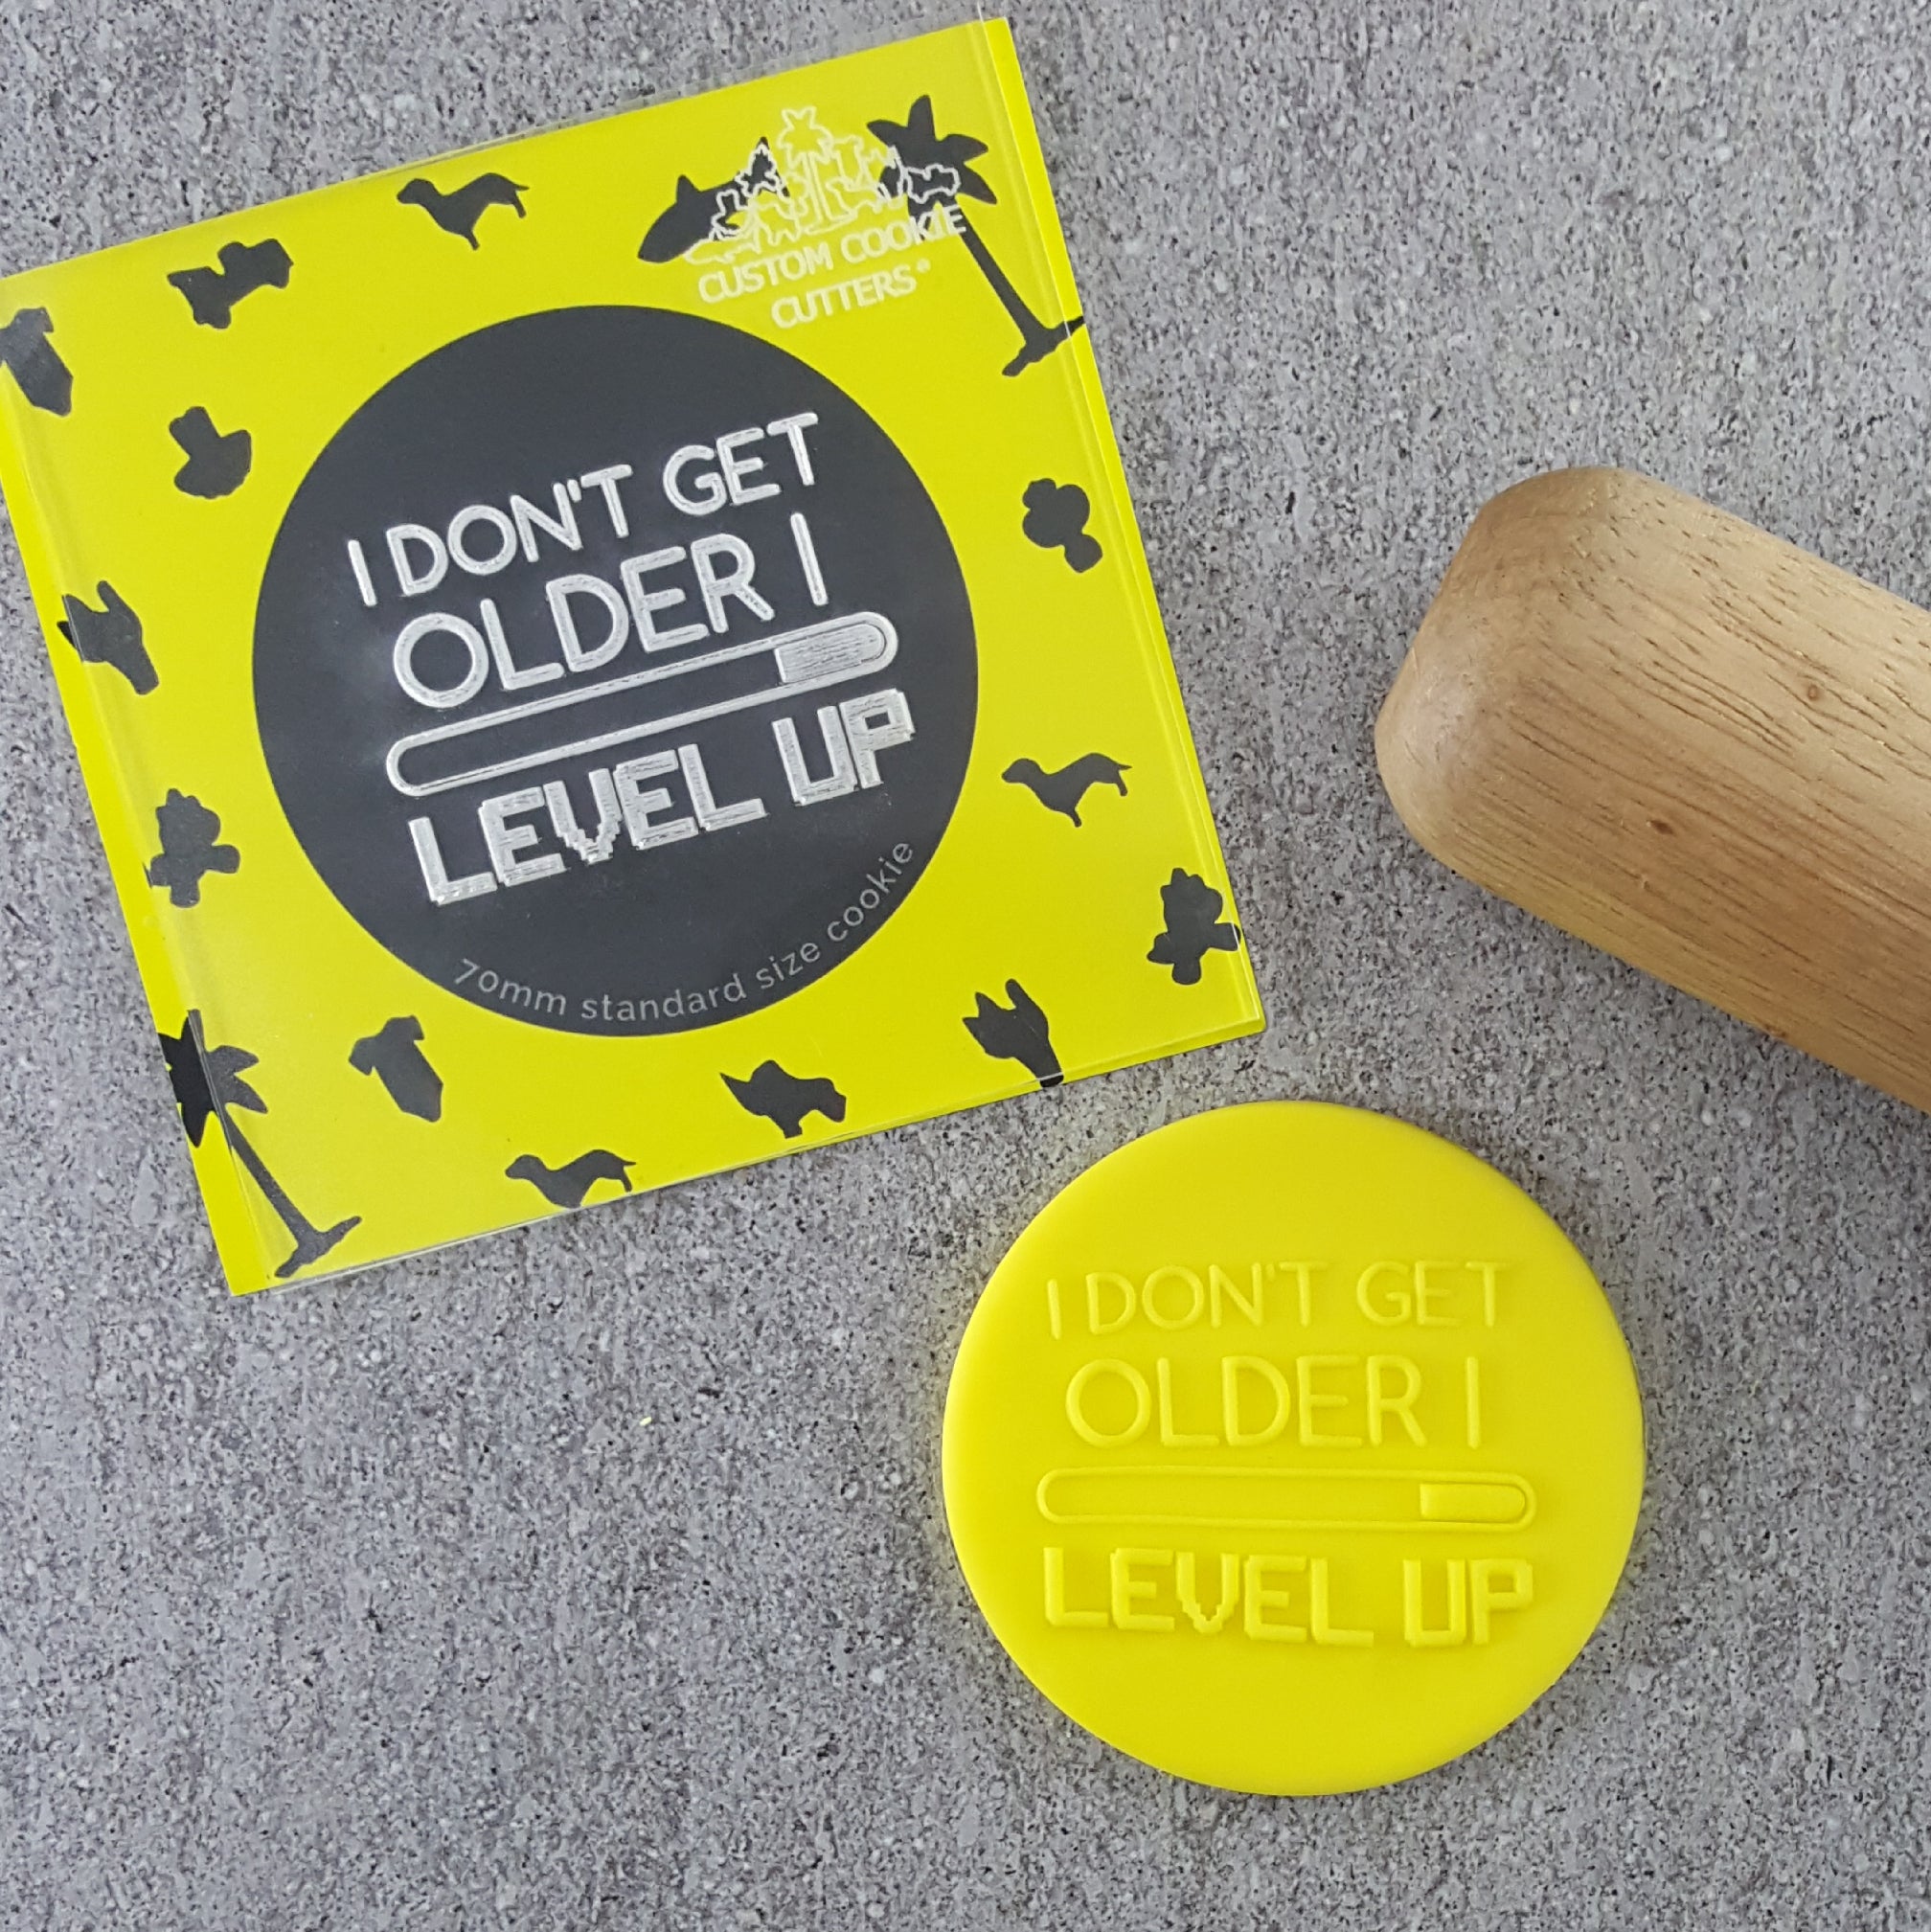 CUSTOM COOKIE
CUTTERS®
I DON'T GET
OLDER I
LEVEL UP
70mm standard size cookie
I DON'T GET
OLDER I
LEVEL UP